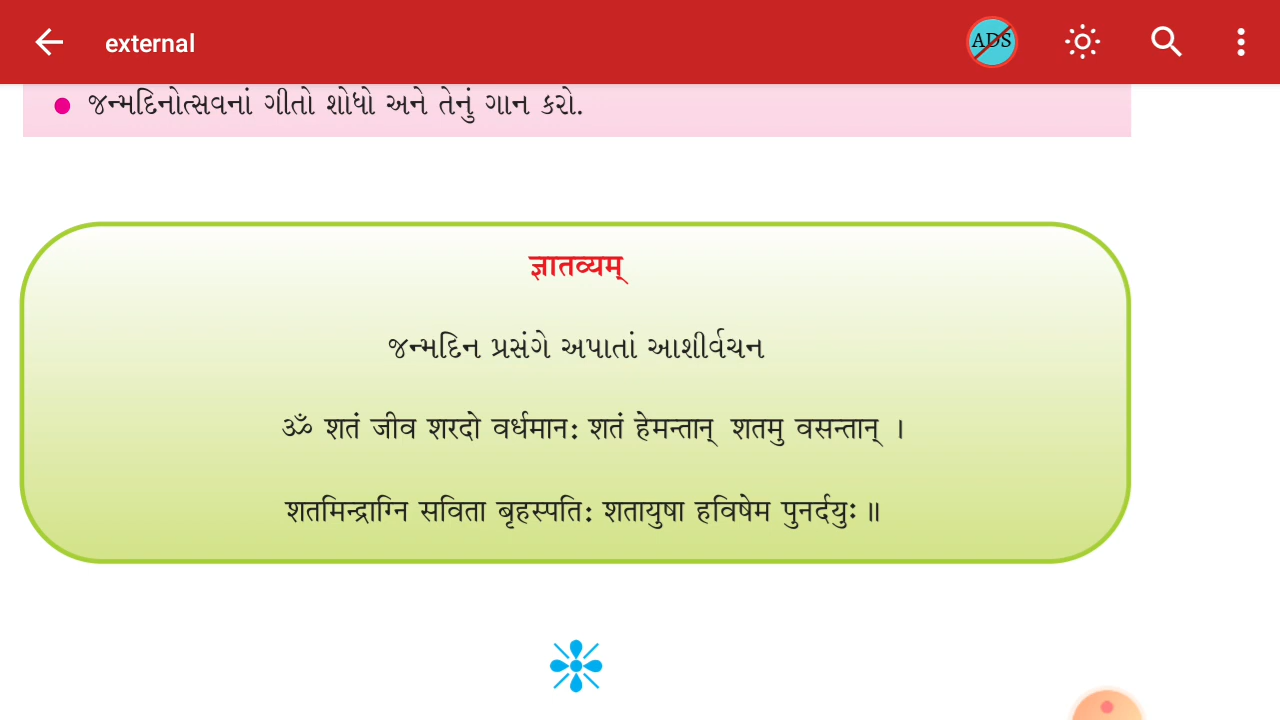 external
ADS
● જન્મદિનોત્સવનાં ગીતો શોધો અને તેનું ગાન કરો.
ज्ञातव्यम्
જન્મદિન પ્રસંગે અપાતાં આશીર્વચન
ॐ शतं जीव शरदो वर्धमानः शतं हेमन्तान् शतमु वसन्तान् ।
शतमिन्द्राग्नि सविता बृहस्पतिः शतायुषा हविषेम पुनर्दयुः ॥